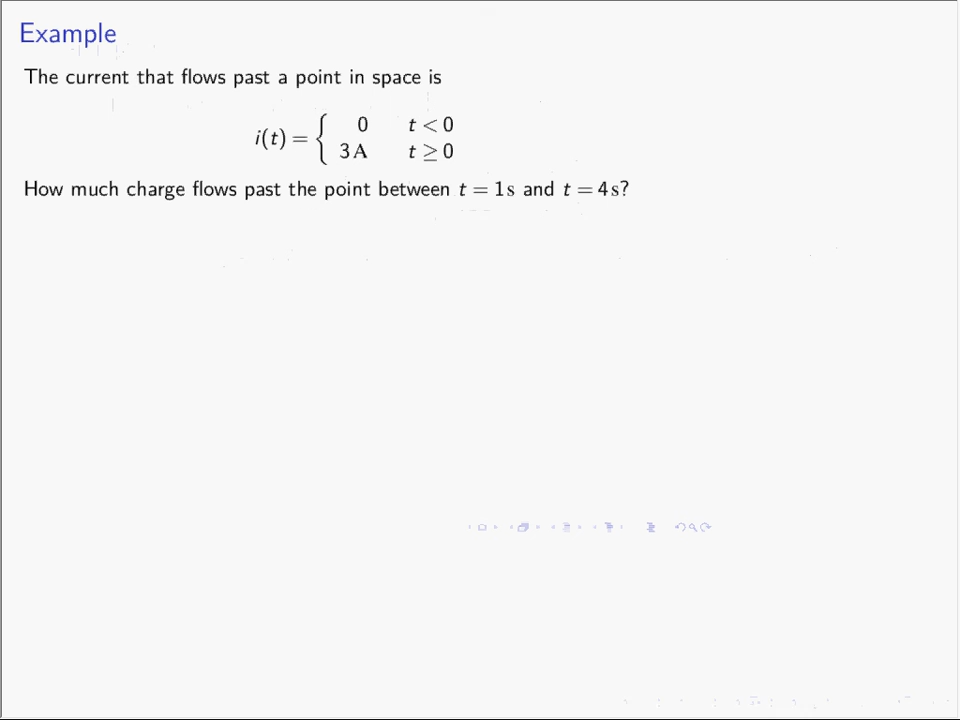 Example
The current that flows past a point in space is
i(t) = { 0 t < 0
3 A t ≥ 0
How much charge flows past the point between t = 1 s and t = 4 s?